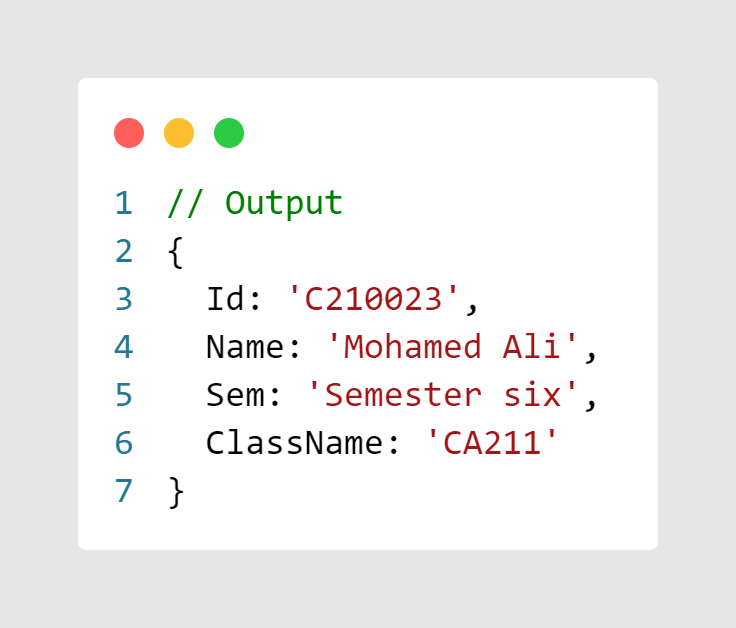 1 // Output
2 {
3   Id: 'C210023',
4   Name: 'Mohamed Ali',
5   Sem: 'Semester six',
6   ClassName: 'CA211'
7 }